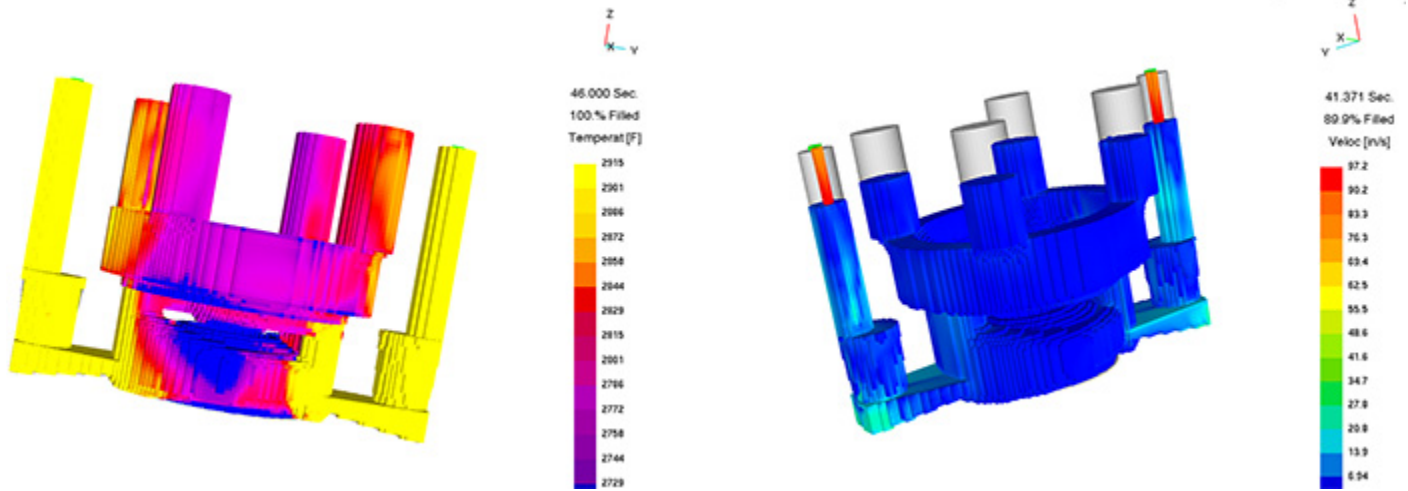 Z
X Y
46.000 Sec.
100.% Filled
Temperat [F]
2915
2901
2886
2872
2858
2844
2829
2815
2801
2786
2772
2758
2744
2729
Z
X
Y
41.371 Sec.
89.9% Filled
Veloc [in/s]
97.2
90.2
83.3
76.3
69.4
62.5
55.5
48.6
41.6
34.7
27.8
20.8
13.9
6.94